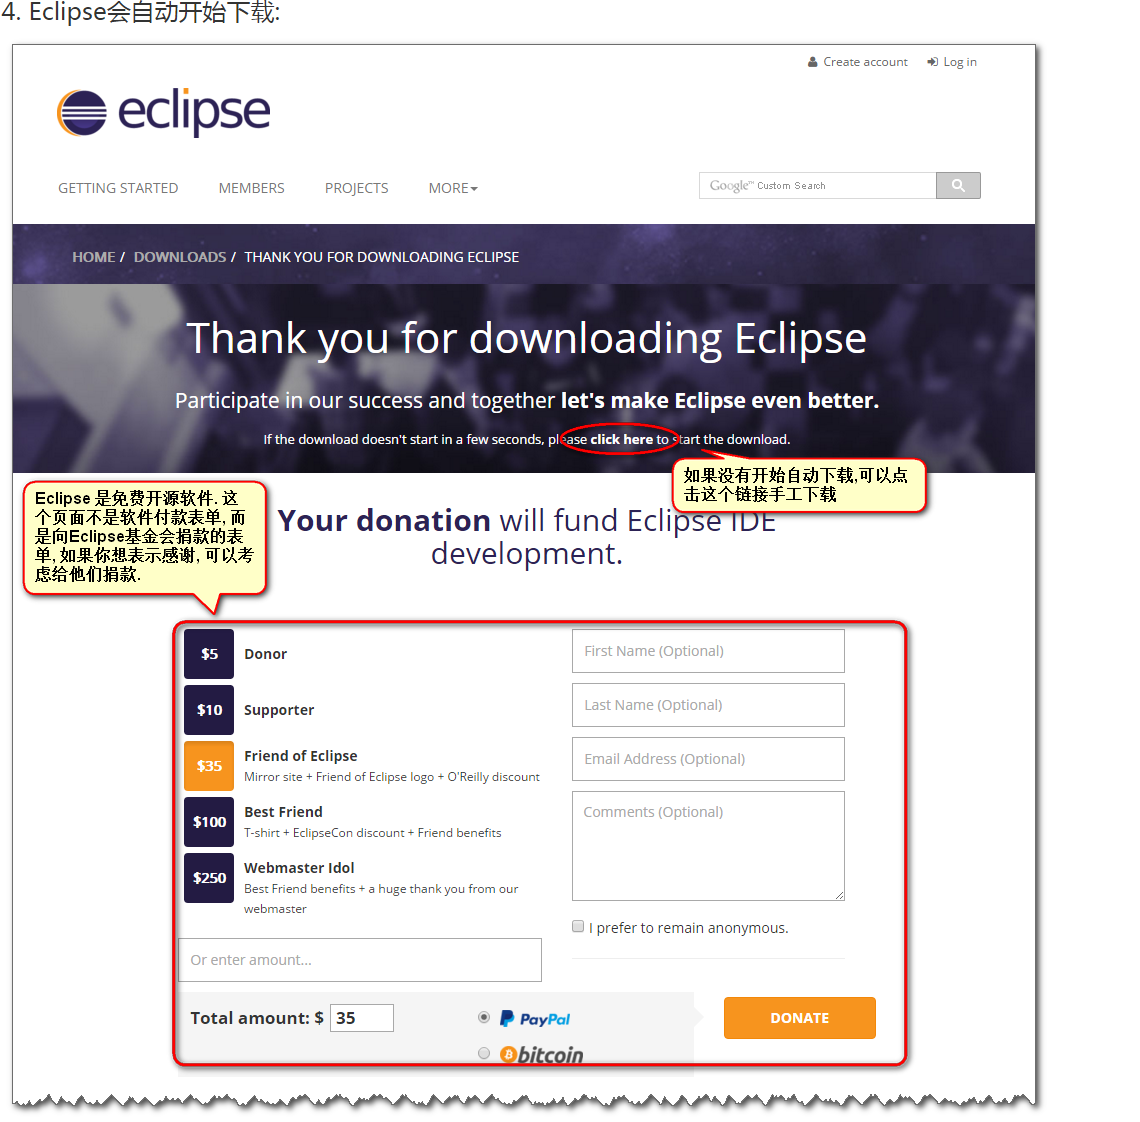 4. Eclipse会自动开始下载:
Create account Log in
eclipse
GETTING STARTED MEMBERS PROJECTS MORE
Google™ Custom Search
HOME / DOWNLOADS / THANK YOU FOR DOWNLOADING ECLIPSE
Thank you for downloading Eclipse
Participate in our success and together let's make Eclipse even better.
If the download doesn't start in a few seconds, please click here to start the download.
如果没有开始自动下载,可以点
击这个链接手工下载
Eclipse 是免费开源软件. 这
个页面不是软件付款表单, 而
是向Eclipse基金会捐款的表
单, 如果你想表示感谢, 可以考
虑给他们捐款.
Your donation will fund Eclipse IDE
development.
$5 Donor
$10 Supporter
$35 Friend of Eclipse
Mirror site + Friend of Eclipse logo + O'Reilly discount
$100 Best Friend
T-shirt + EclipseCon discount + Friend benefits
$250 Webmaster Idol
Best Friend benefits + a huge thank you from our
webmaster
Or enter amount...
First Name (Optional)
Last Name (Optional)
Email Address (Optional)
Comments (Optional)
I prefer to remain anonymous.
Total amount: $ 35
PayPal
bitcoin
DONATE